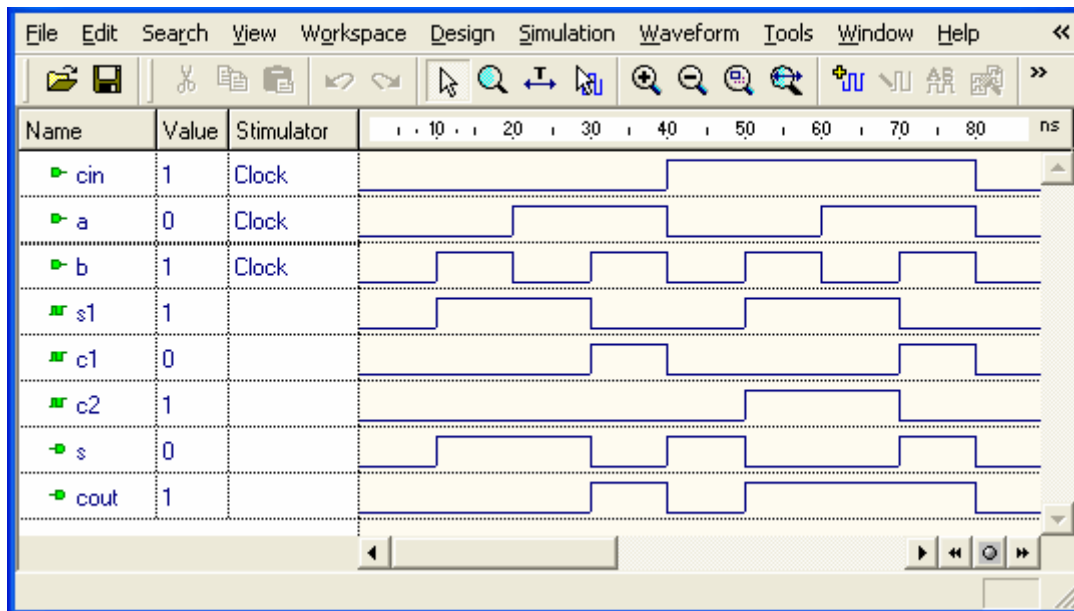 File Edit Search View Workspace Design Simulation Waveform Tools Window Help «
T AB »
Name Value Stimulator 10 20 30 40 50 60 70 80 ns
cin 1 Clock
a 0 Clock
b 1 Clock
s1 1
c1 0
c2 1
s 0
cout 1